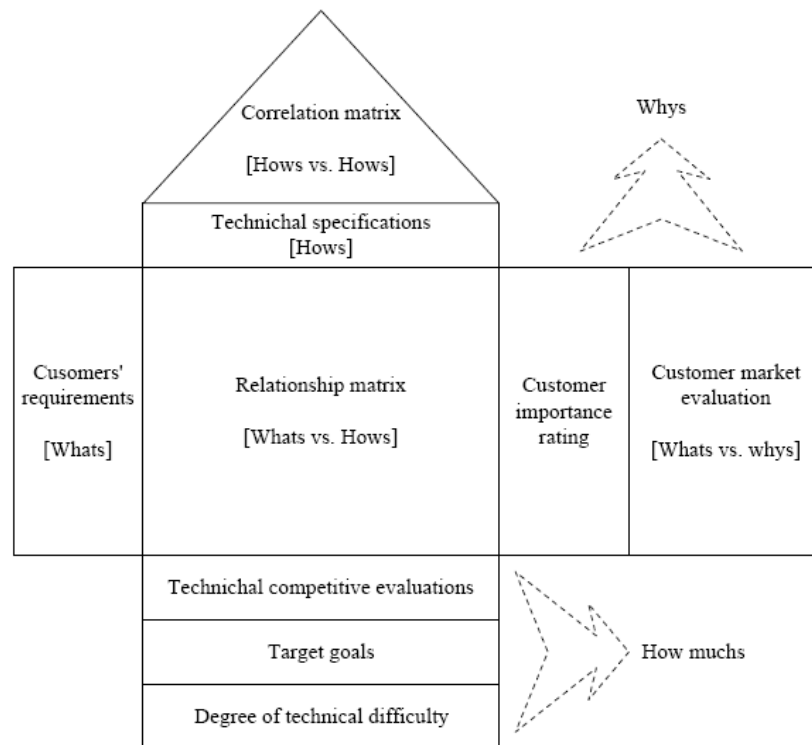 Correlation matrix
[Hows vs. Hows]
Whys
Technichal specifications
[Hows]
Cusomers'
requirements
[Whats]
Relationship matrix
[Whats vs. Hows]
Customer
importance
rating
Customer market
evaluation
[Whats vs. whys]
Technichal competitive evaluations
Target goals
How muchs
Degree of technical difficulty